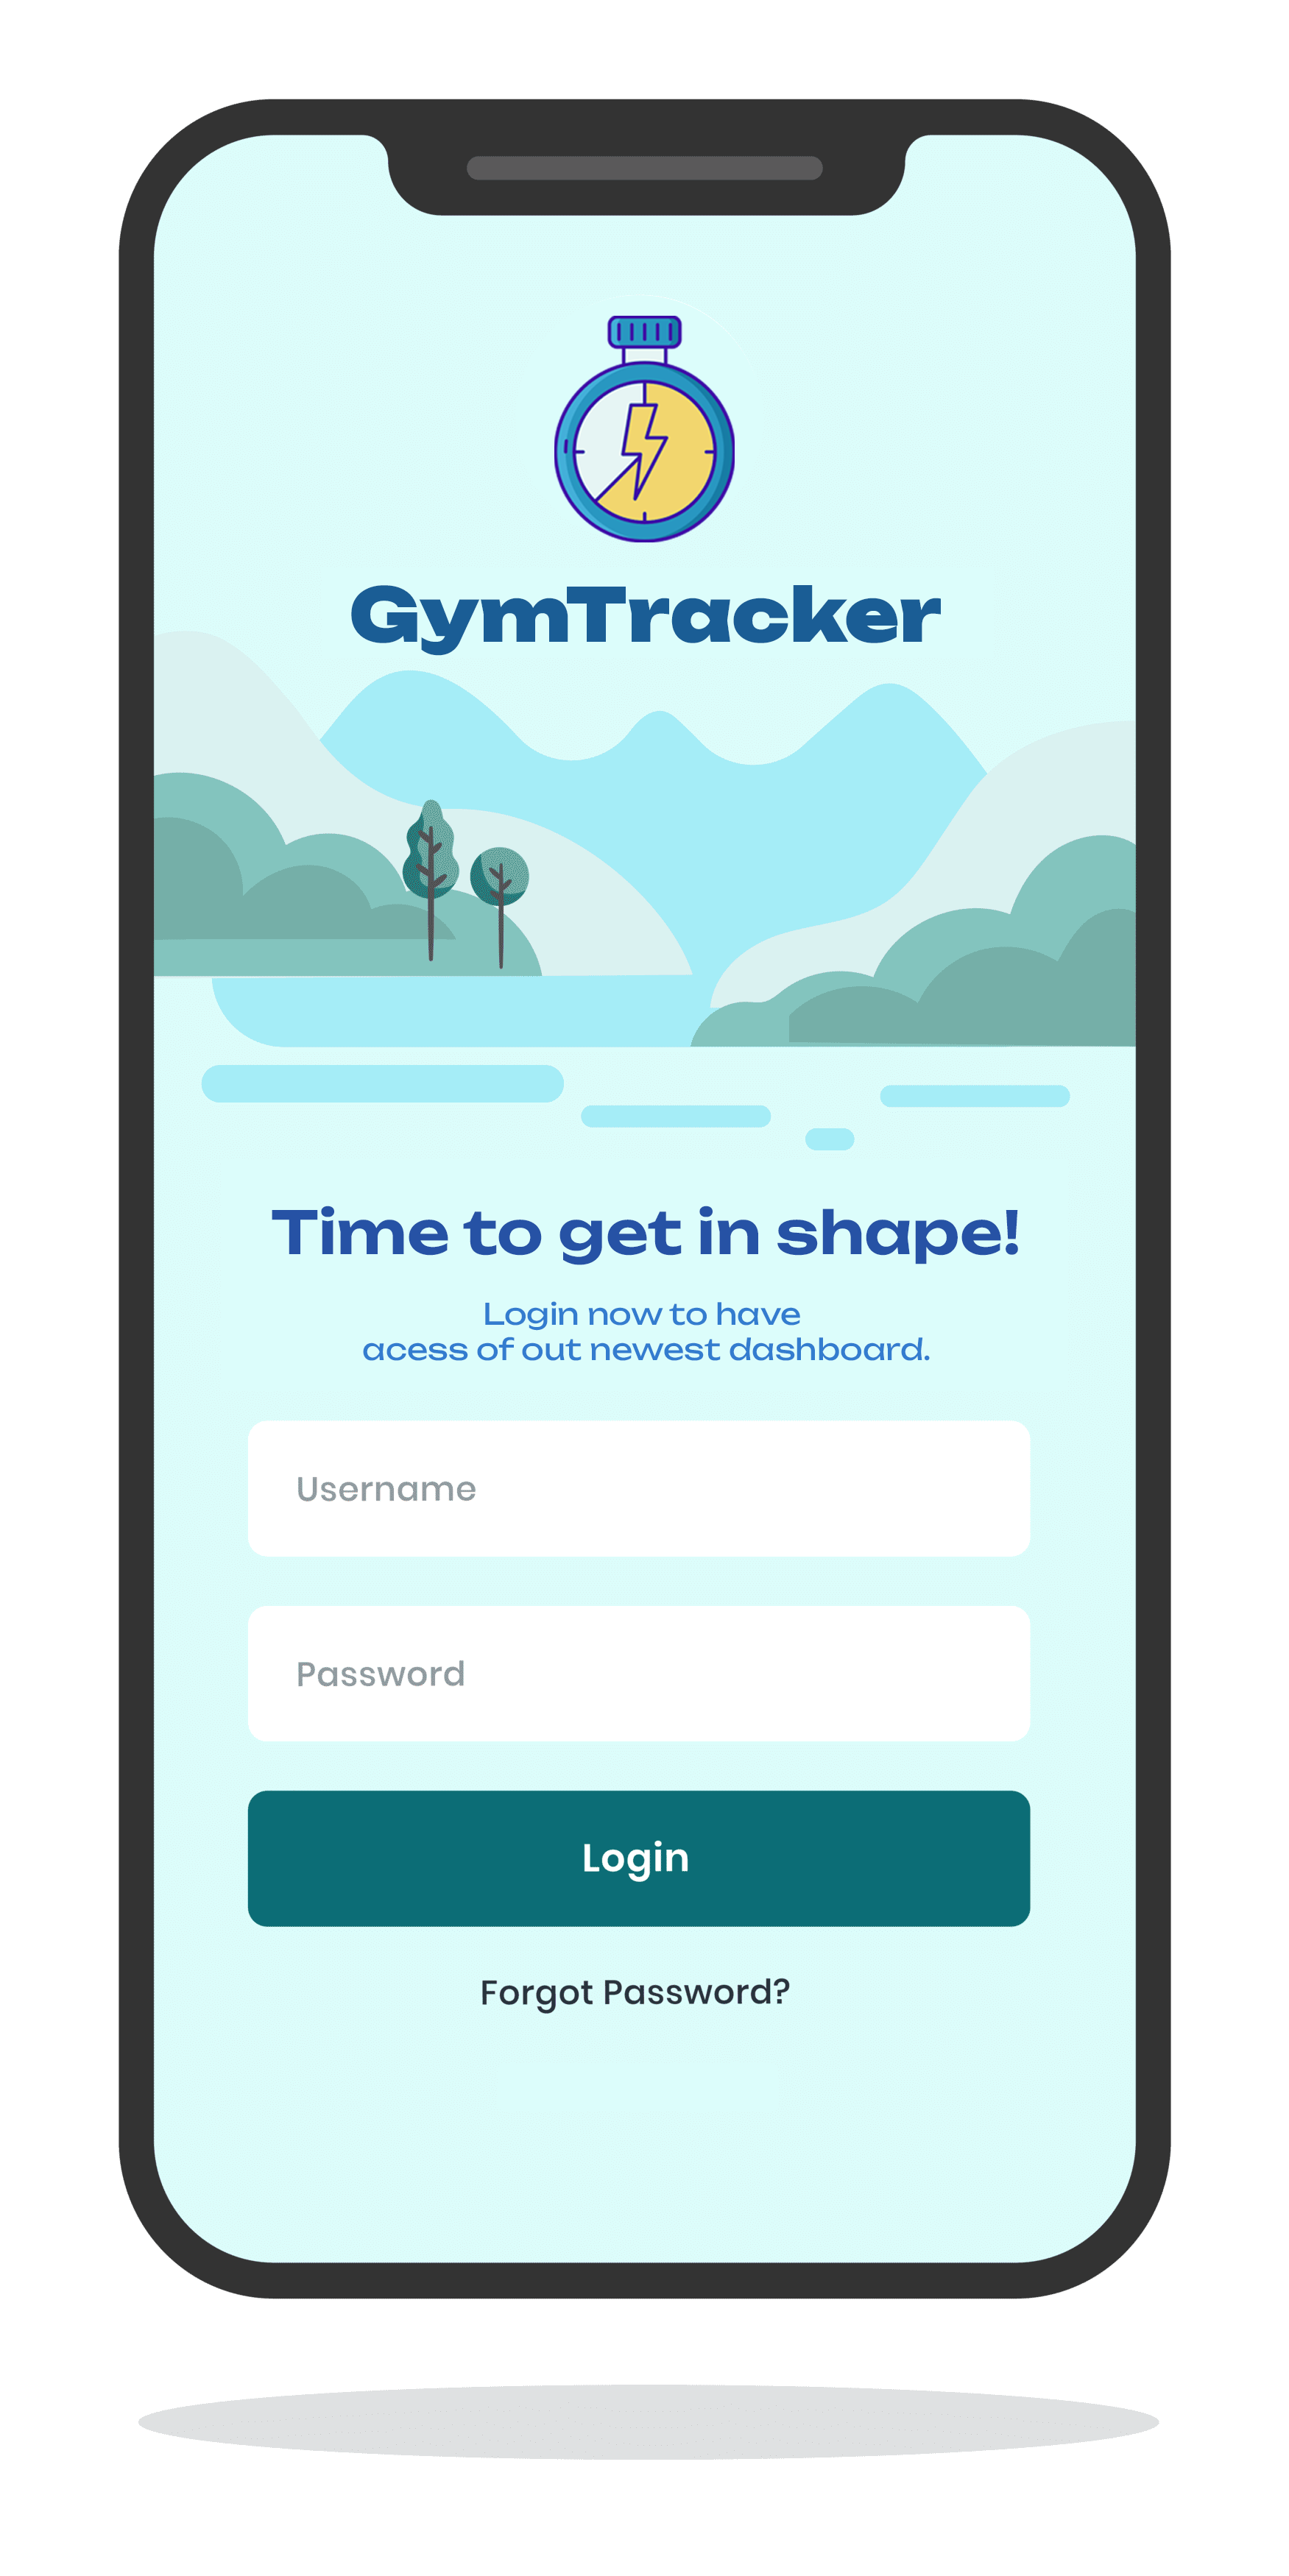 GymTracker
Time to get in shape!
Login now to have
acess of out newest dashboard.
Username
Password
Login
Forgot Password?